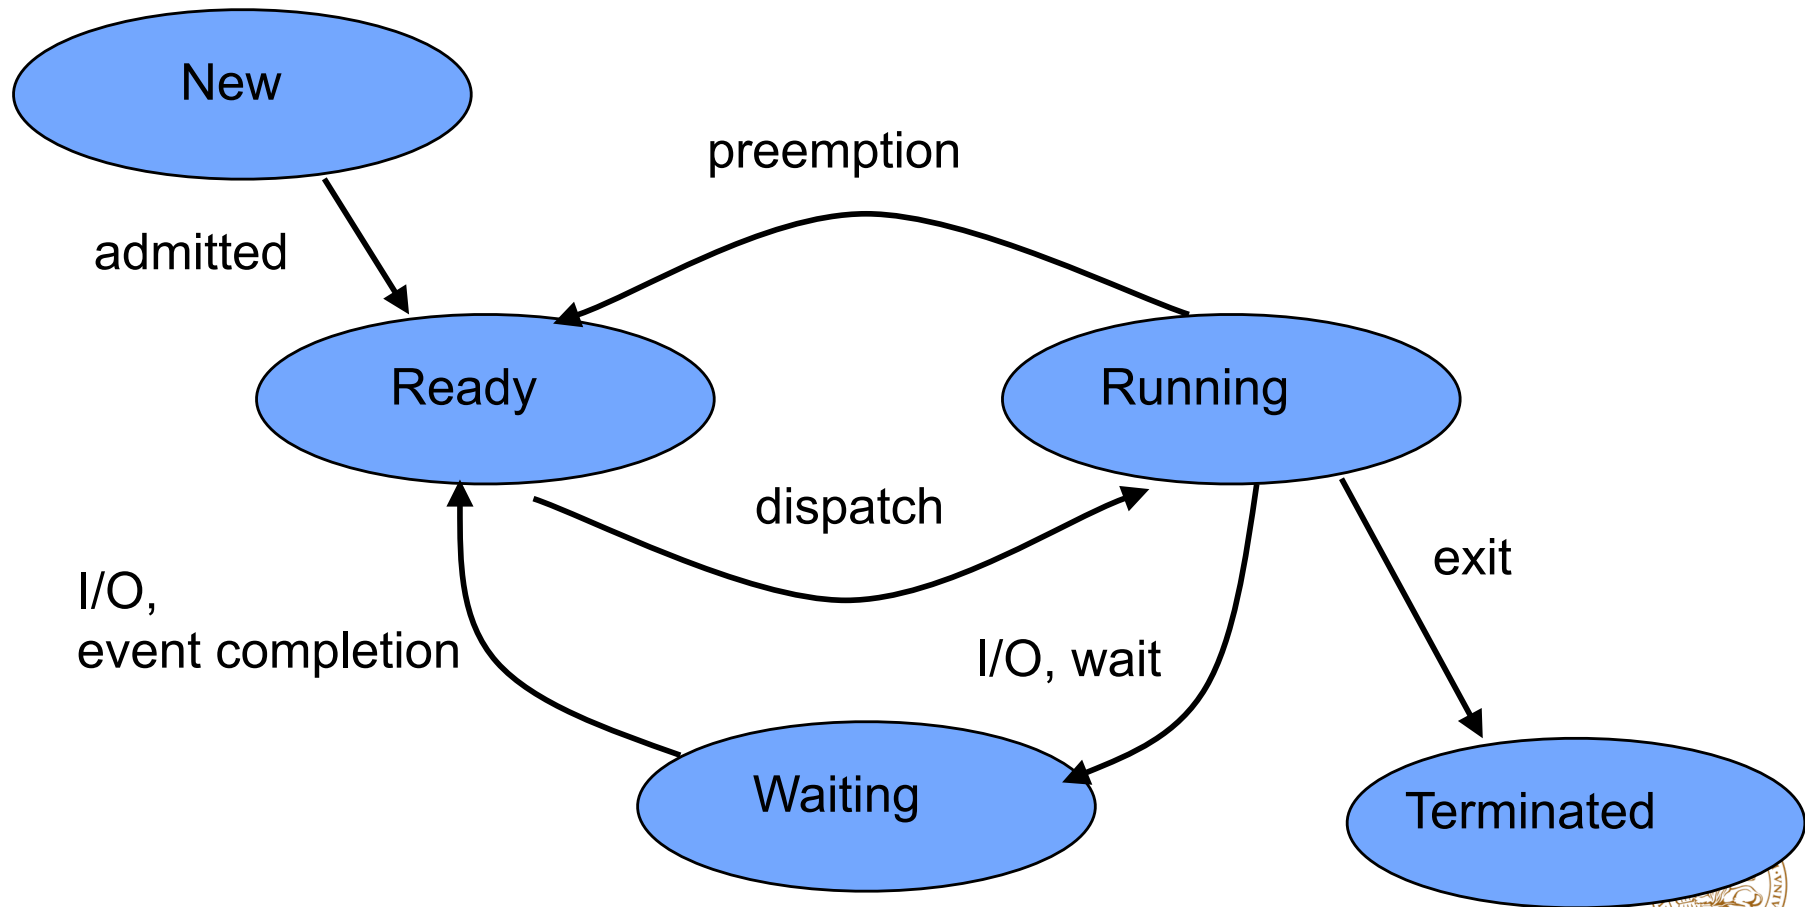 New
preemption
admitted
Ready
Running
dispatch
exit
I/O,
event completion
I/O, wait
Waiting
Terminated